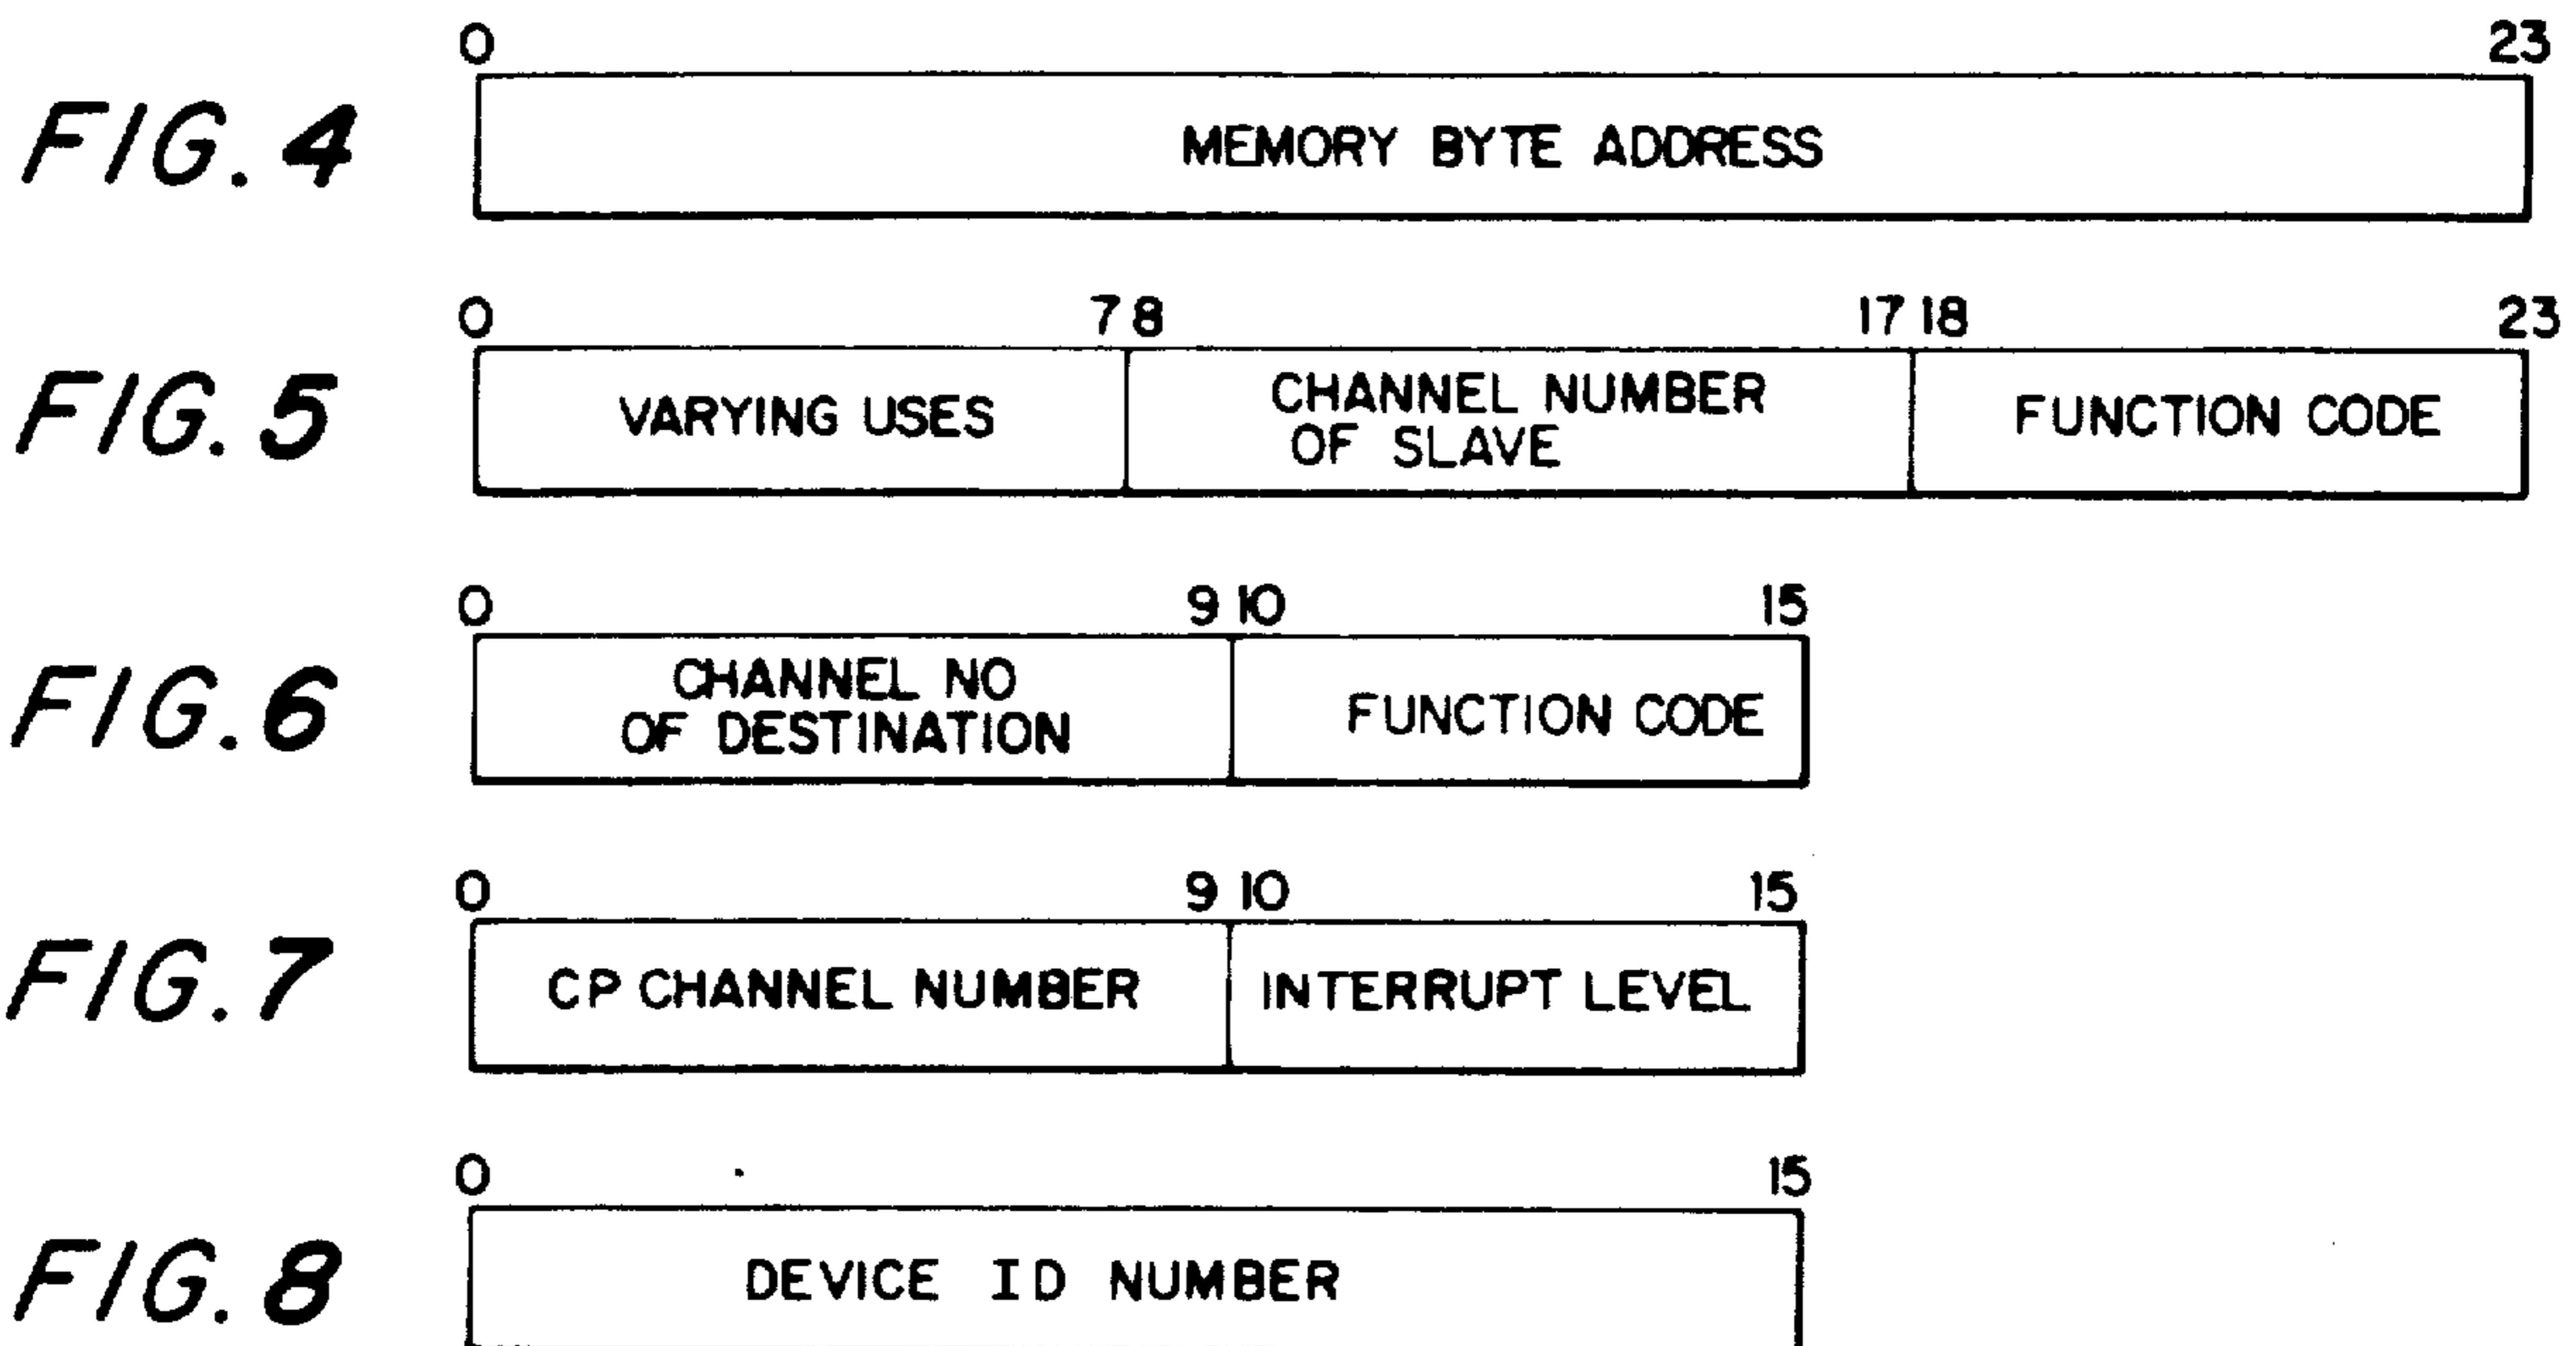 0 23
FIG. 4 MEMORY BYTE ADDRESS
0 7 8 17 18 23
FIG. 5 VARYING USES CHANNEL NUMBER OF SLAVE FUNCTION CODE
0 9 10 15
FIG. 6 CHANNEL NO OF DESTINATION FUNCTION CODE
0 9 10 15
FIG. 7 CP CHANNEL NUMBER INTERRUPT LEVEL
0 15
FIG. 8 DEVICE ID NUMBER